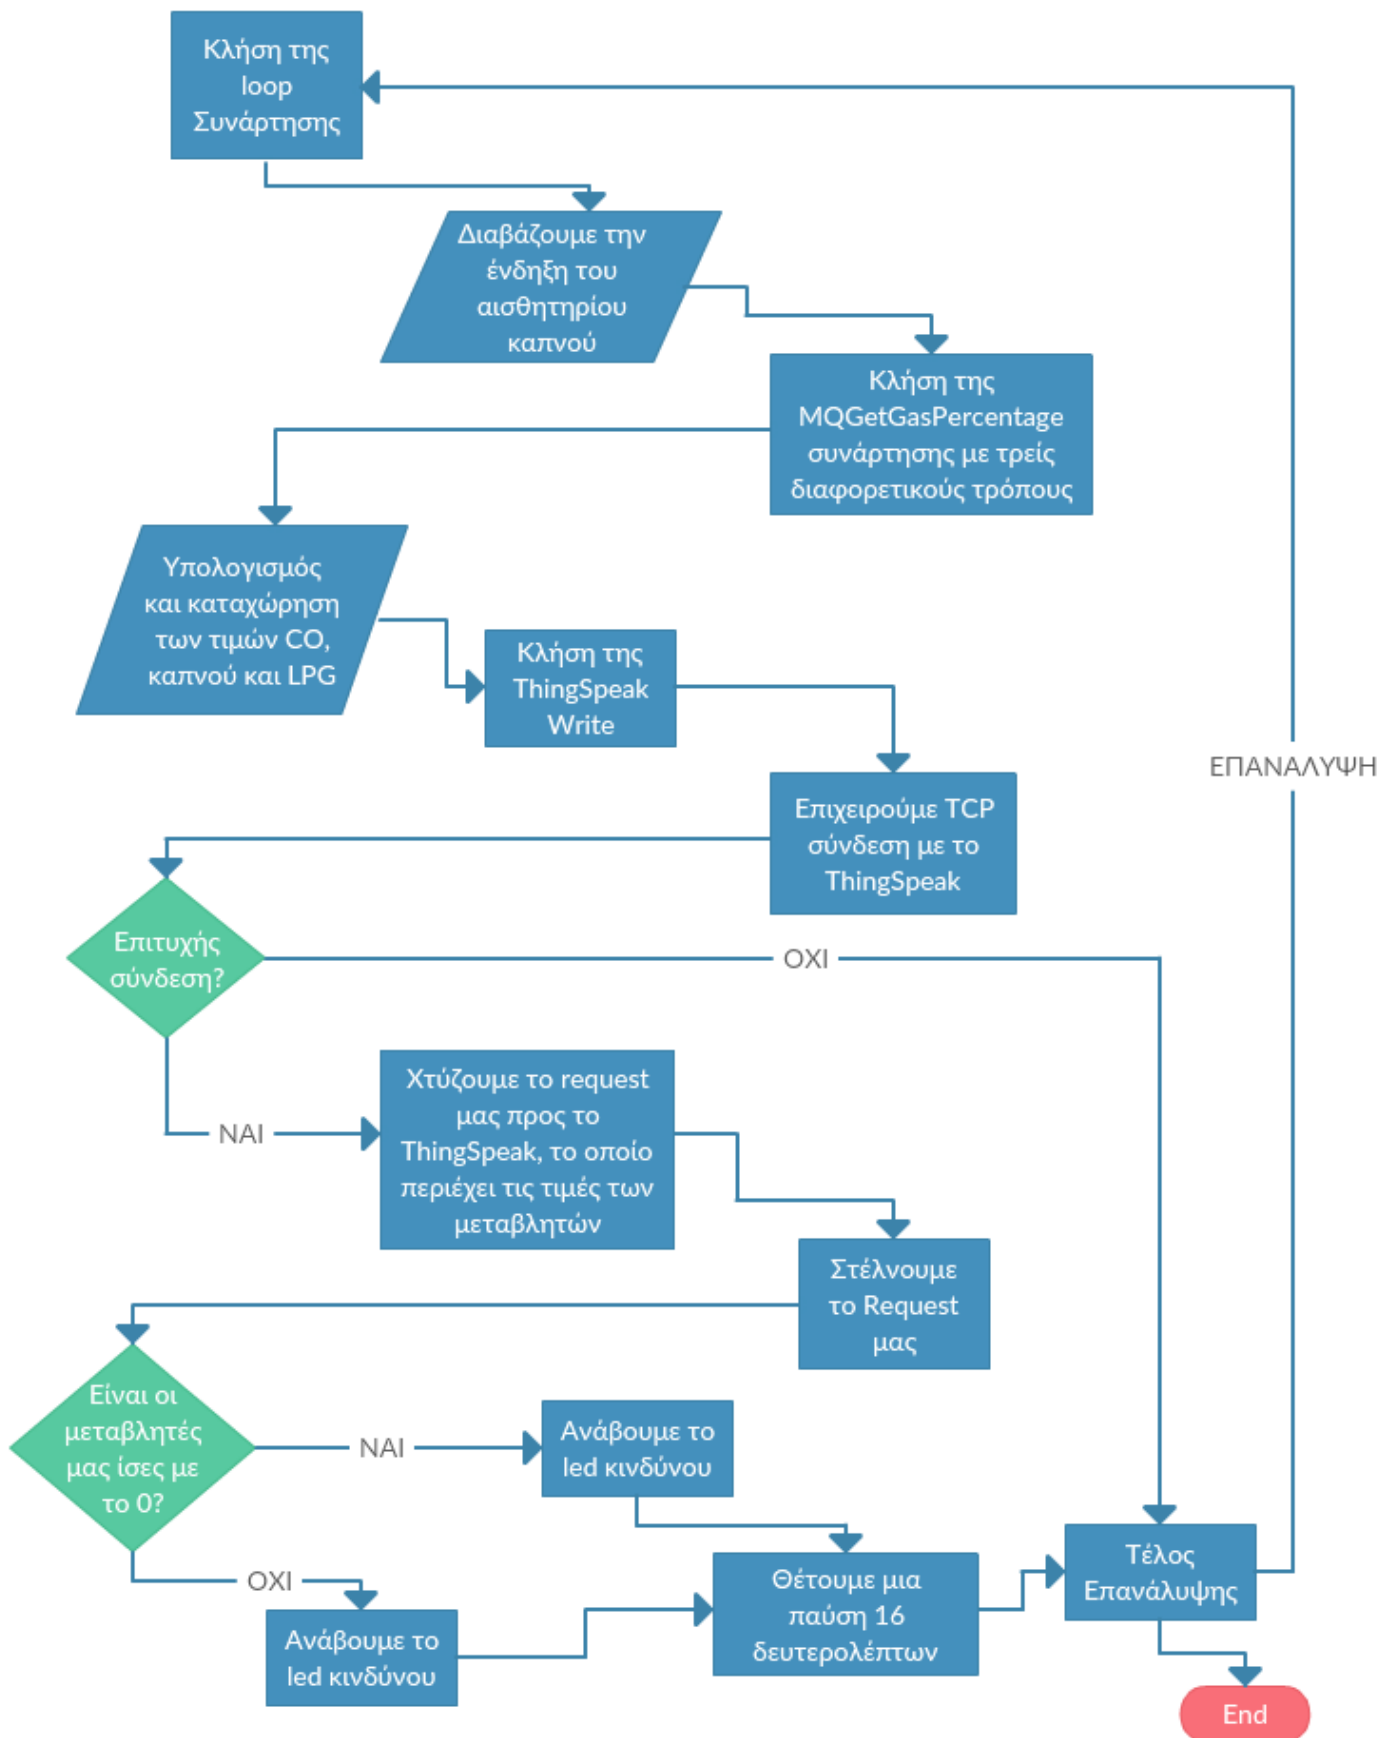 Κλήση της
loop
Συνάρτησης
Διαβάζουμε την
ένδηξη του
αισθητηρίου
καπνού
Κλήση της
MQGetGasPercentage
συνάρτησης με τρείς
διαφορετικούς τρόπους
Υπολογισμός
και καταχώρηση
των τιμών CO,
καπνού και LPG
Κλήση της
ThingSpeak
Write
ΕΠΑΝΑΛΥΨΗ
Επιχειρούμε TCP
σύνδεση με το
ThingSpeak
Επιτυχής
σύνδεση?
ΟΧΙ
ΝΑΙ
Χτύζουμε το request
μας προς το
ThingSpeak, το οποίο
περιέχει τις τιμές των
μεταβλητών
Στέλνουμε
το Request
μας
Είναι οι
μεταβλητές
μας ίσες με
το 0?
ΝΑΙ
Ανάβουμε το
led κινδύνου
ΟΧΙ
Ανάβουμε το
led κινδύνου
Θέτουμε μια
παύση 16
δευτερολέπτων
Τέλος
Επανάλυψης
End